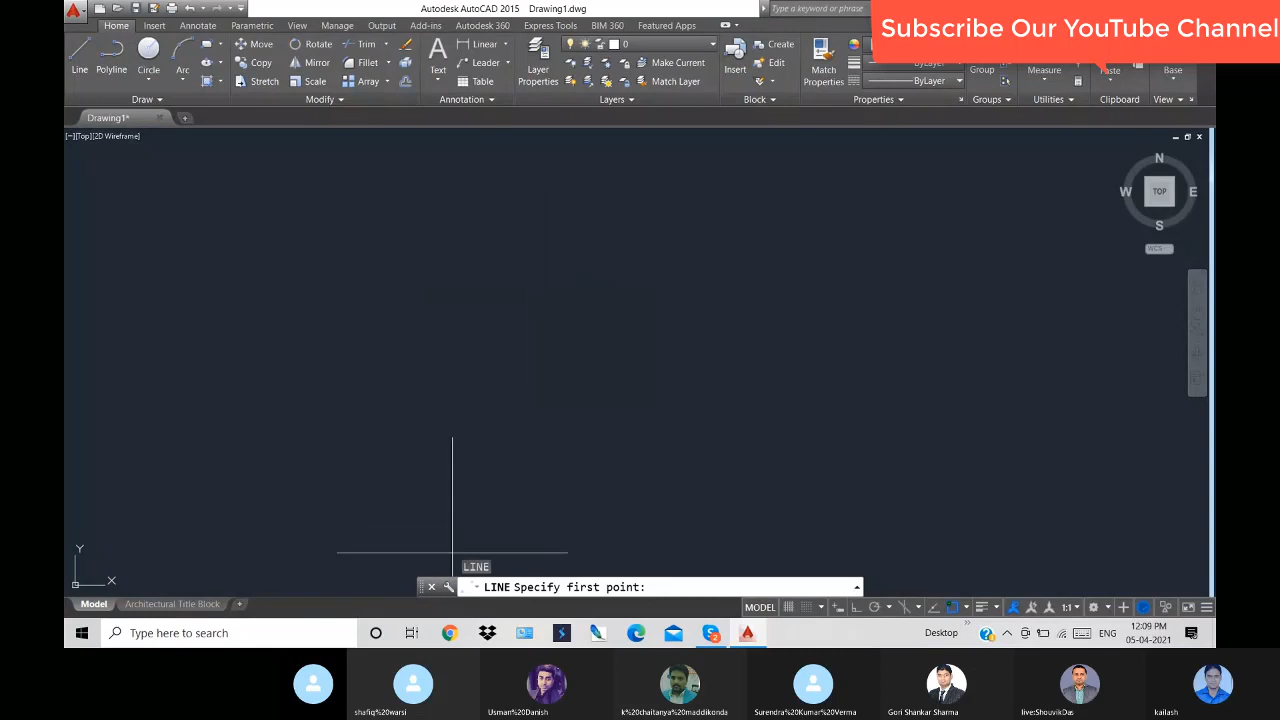 Autodesk AutoCAD 2015 Drawing1.dwg
Type a keyword or phrase
Subscribe Our YouTube Channel
Home Insert Annotate Parametric View Manage Output Add-ins Autodesk 360 Express Tools BIM 360 Featured Apps
Line Polyline Circle Arc
Move Rotate Trim
Copy Mirror Fillet
Stretch Scale Array
Text Linear
Leader
Table
Layer Properties
0
Make Current
Match Layer
Insert Create
Edit
Match Properties
ByLayer
ByLayer
Group Measure Paste Base
Draw Modify Annotation Layers Block Properties Groups Utilities Clipboard View
Drawing1*
[−][Top][2D Wireframe]
N
W TOP E
S
WCS
Y
X
LINE
LINE Specify first point:
Model Architectural Title Block
MODEL 1:1
Type here to search
Desktop
ENG
12:09 PM
05-04-2021
shafiq%20warsi Usman%20Danish k%20chaitanya%20maddikonda Surendra%20Kumar%20Verma Gori Shankar Sharma live:ShouvikDas kailash